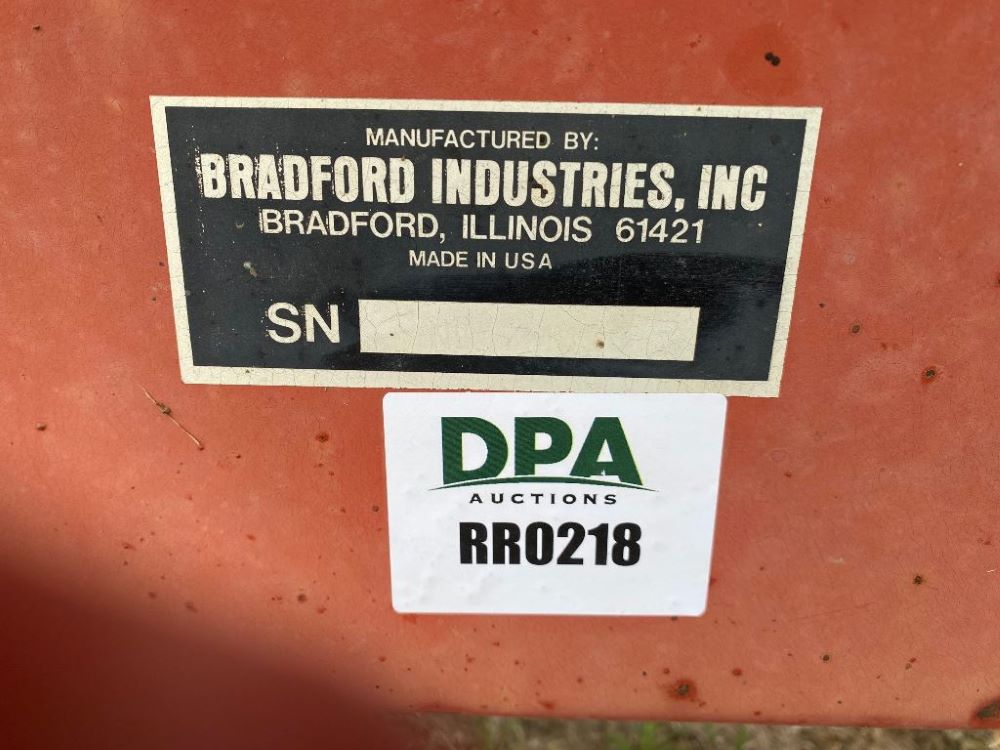 MANUFACTURED BY:
BRADFORD INDUSTRIES, INC
BRADFORD, ILLINOIS 61421
MADE IN USA
SN
DPA
AUCTIONS
RR0218